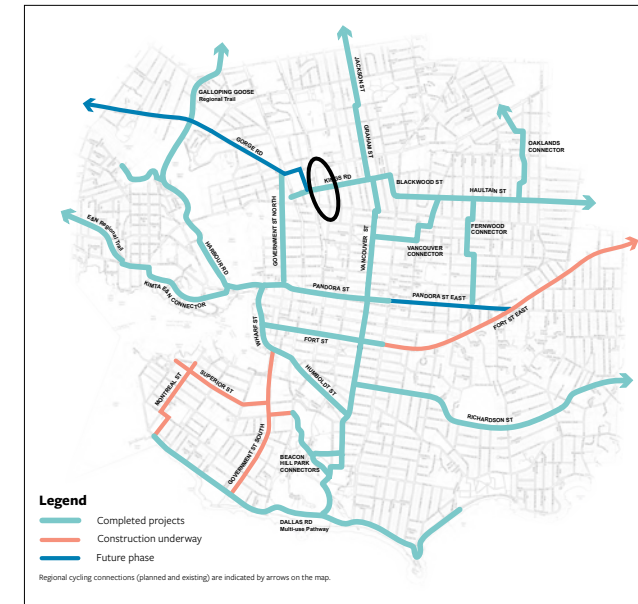 JACKSON ST
GALLOPING GOOSE
Regional Trail
GORGE RD
GRAHAM ST
OAKLANDS
CONNECTOR
KINGS RD
BLACKWOOD ST
HAULTAIN ST
FERNWOOD
CONNECTOR
GOVERNMENT ST NORTH
VANCOUVER ST
VANCOUVER
CONNECTOR
E&N Regional
Trail
HARBOUR RD
KIMTA E&N CONNECTOR
PANDORA ST
PANDORA ST EAST
FORT ST EAST
WHARF ST
FORT ST
HUMBOLDT ST
MONTREAL ST
SUPERIOR ST
RICHARDSON ST
GOVERNMENT ST SOUTH
BEACON
HILL PARK
CONNECTORS
DALLAS RD
Multi-use Pathway
Legend
Completed projects
Construction underway
Future phase
Regional cycling connections (planned and existing) are indicated by arrows on the map.